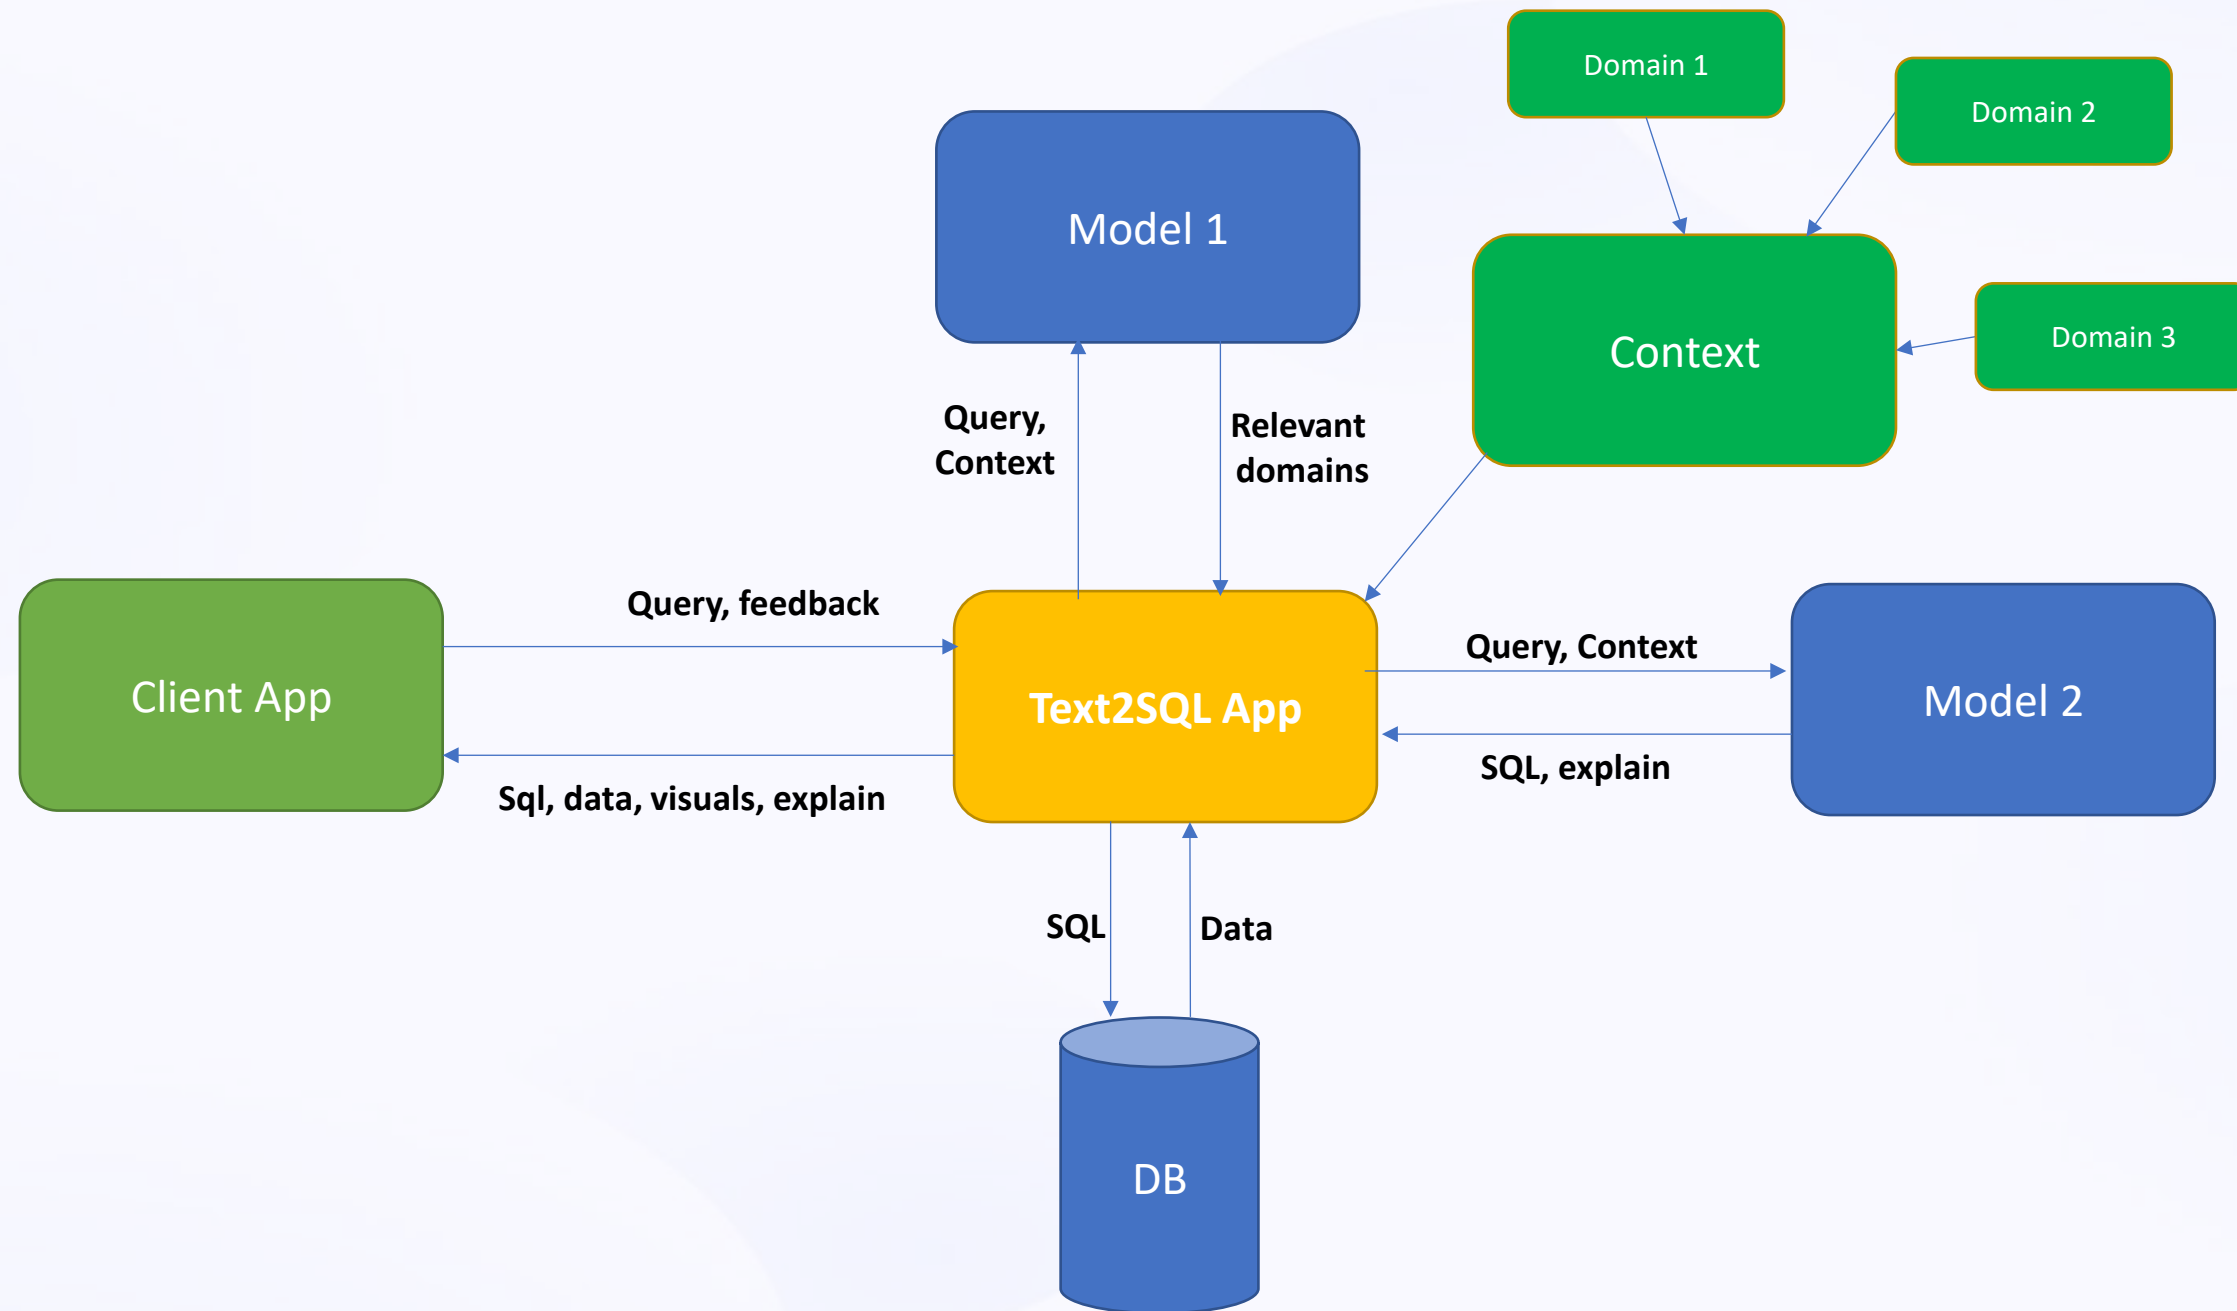 Domain 1
Domain 2
Model 1
Context
Domain 3
Query,
Context
Relevant
domains
Query, feedback
Client App
Text2SQL App
Query, Context
Model 2
SQL, explain
Sql, data, visuals, explain
SQL
Data
DB